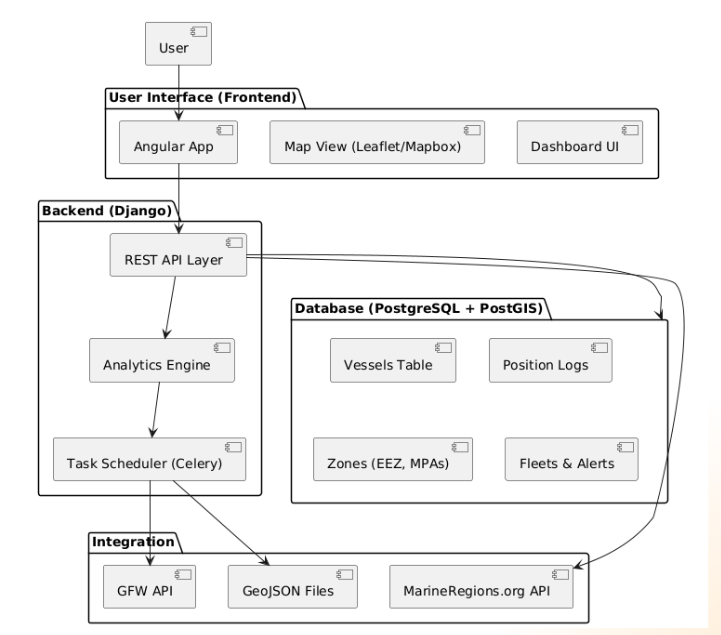 User
User Interface (Frontend)
Angular App
Map View (Leaflet/Mapbox)
Dashboard UI
Backend (Django)
REST API Layer
Database (PostgreSQL + PostGIS)
Analytics Engine
Vessels Table
Position Logs
Task Scheduler (Celery)
Zones (EEZ, MPAs)
Fleets & Alerts
Integration
GFW API
GeoJSON Files
MarineRegions.org API